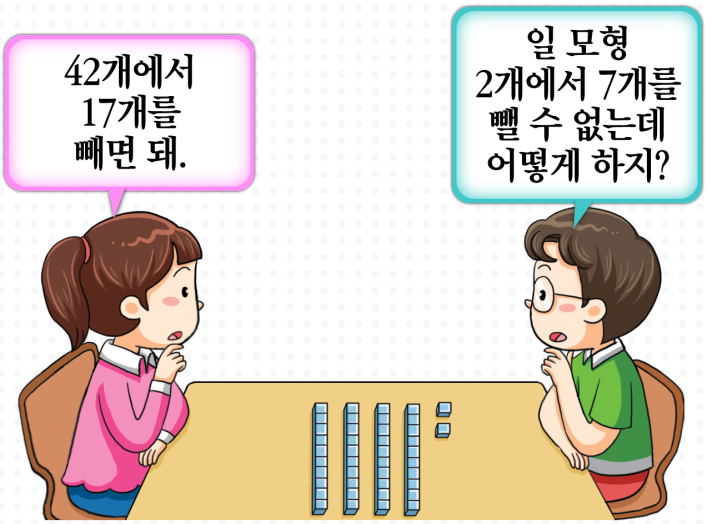 42개에서
17개를
빼면 돼.
일 모형
2개에서 7개를
뺄 수 없는데
어떻게 하지?